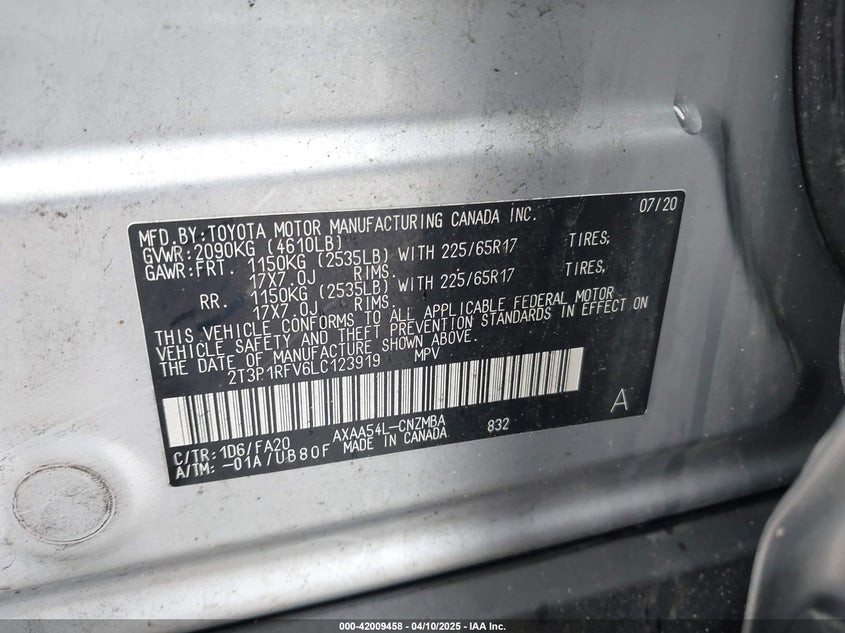 MFD.BY:TOYOTA MOTOR MANUFACTURING CANADA INC. 07/20
GVWR:2090KG (4610LB)
GAWR:FRT. 1150KG (2535LB) WITH 225/65R17 TIRES,
17X7.0J RIMS.
RR. 1150KG (2535LB) WITH 225/65R17 TIRES,
17X7.0J RIMS.
THIS VEHICLE CONFORMS TO ALL APPLICABLE FEDERAL MOTOR
VEHICLE SAFETY AND THEFT PREVENTION STANDARDS IN EFFECT ON
THE DATE OF MANUFACTURE SHOWN ABOVE.
2T3P1RFV6LC123919 MPV
A
C/TR:1D6/FA20 AXAA54L-CNZMBA 832
A/TM:-01A/UB80F MADE IN CANADA
000-42009458 - 04/10/2025 - IAA Inc.